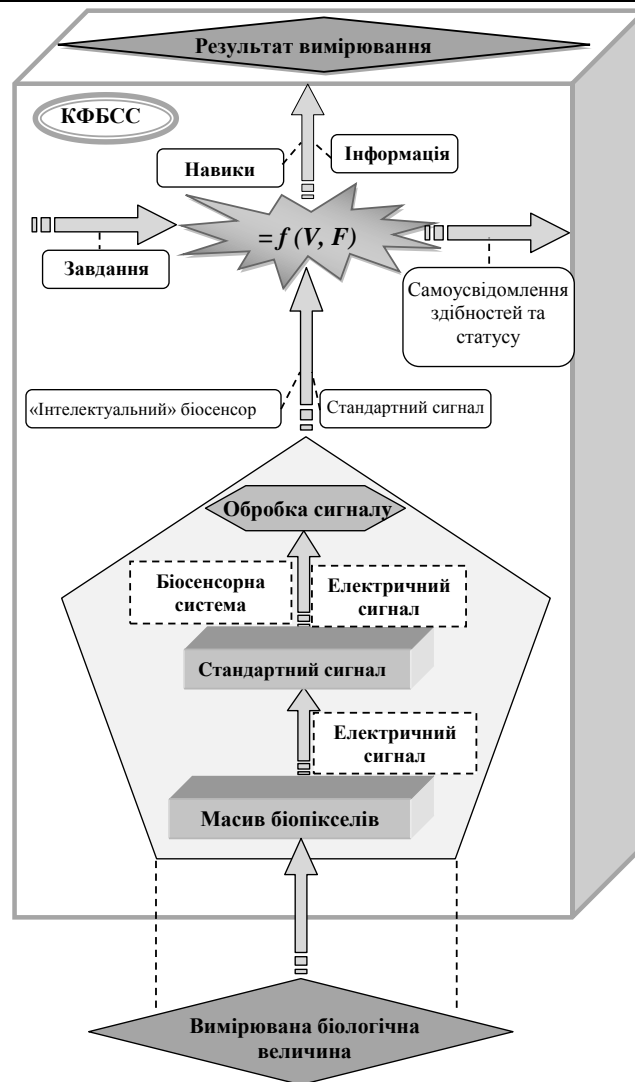 Результат вимірювання
КФБСС
Інформація
Навики
= f (V, F)
Завдання
Самоусвідомлення
здібностей та
статусу
«Інтелектуальний» біосенсор
Стандартний сигнал
Обробка сигналу
Біосенсорна
система
Електричний
сигнал
Стандартний сигнал
Електричний
сигнал
Масив біопікселів
Вимірювана біологічна
величина